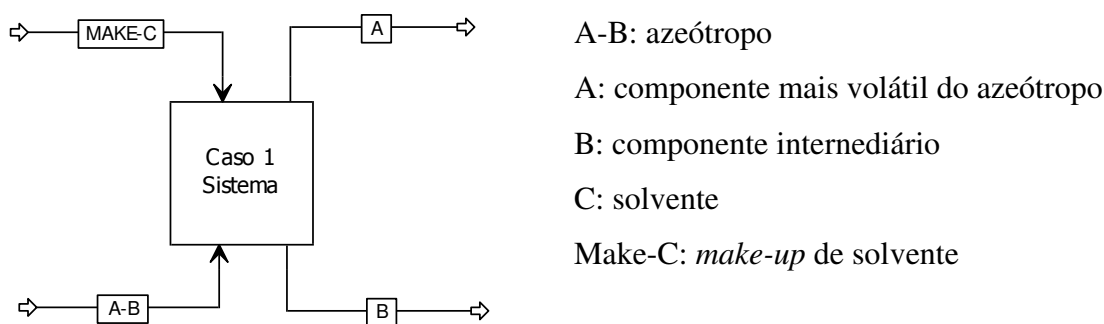 MAKE-C
A
Caso 1
Sistema
A-B
B
A-B: azeótropo
A: componente mais volátil do azeótropo
B: componente internediário
C: solvente
Make-C: make-up de solvente